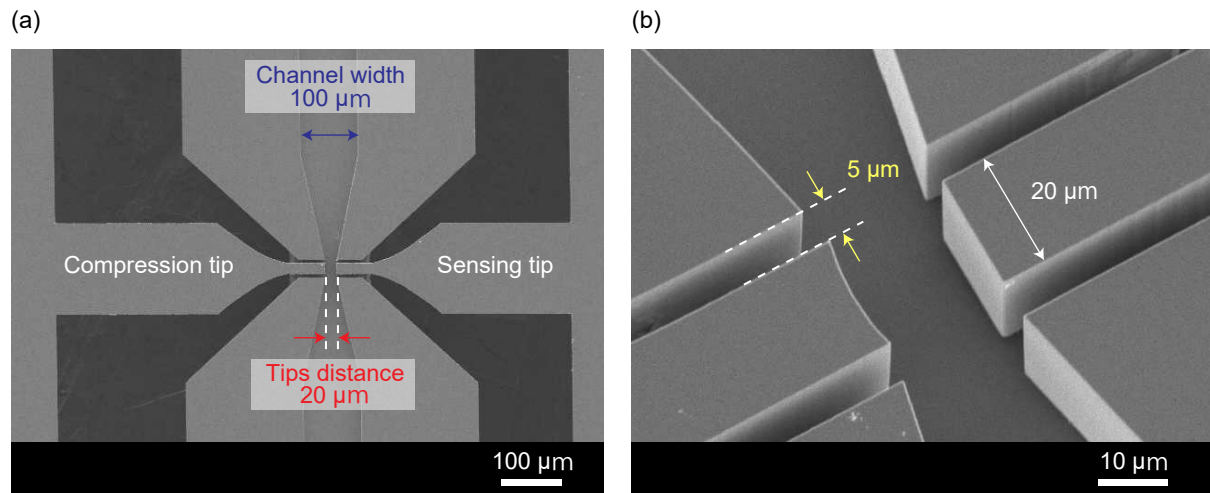 (a)
(b)
Channel width
100 µm
Compression tip
Sensing tip
Tips distance
20 µm
100 µm
5 µm
20 µm
10 µm